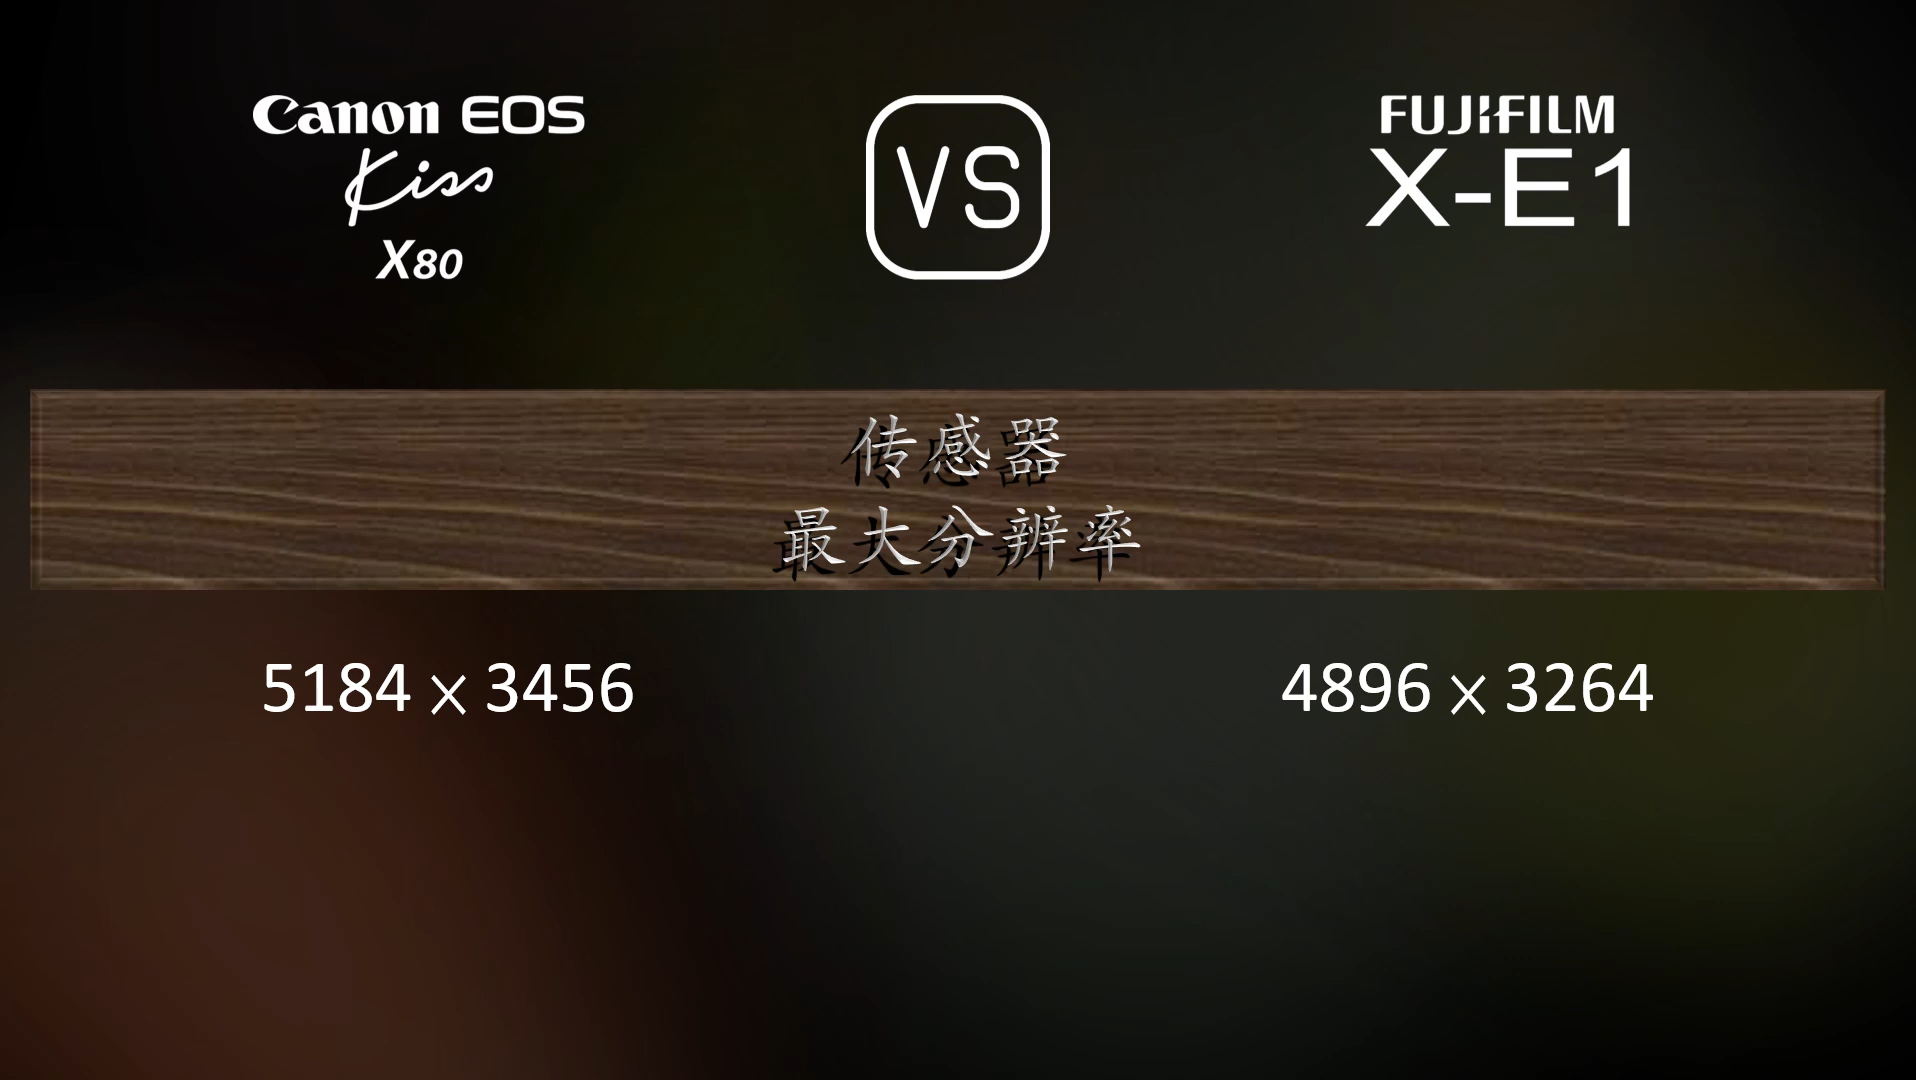 Canon EOS
Kiss
X80
VS
FUJIFILM
X-E1
传感器
最大分辨率
5184 x 3456
4896 x 3264